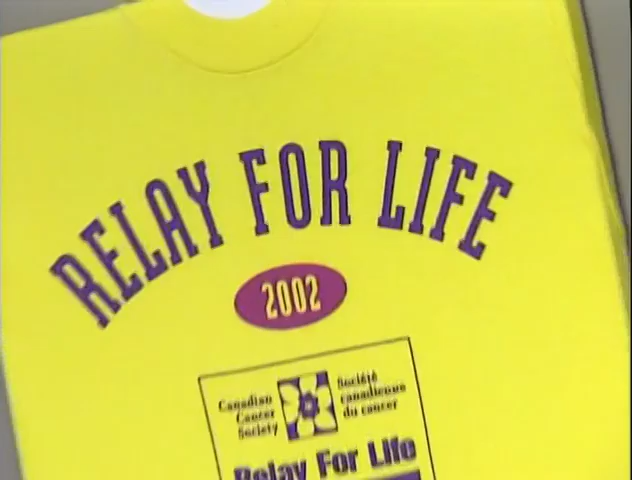 RELAY FOR LIFE
2002
Canadian
Cancer
Society
Société
canadienne
du cancer
Relay For Life